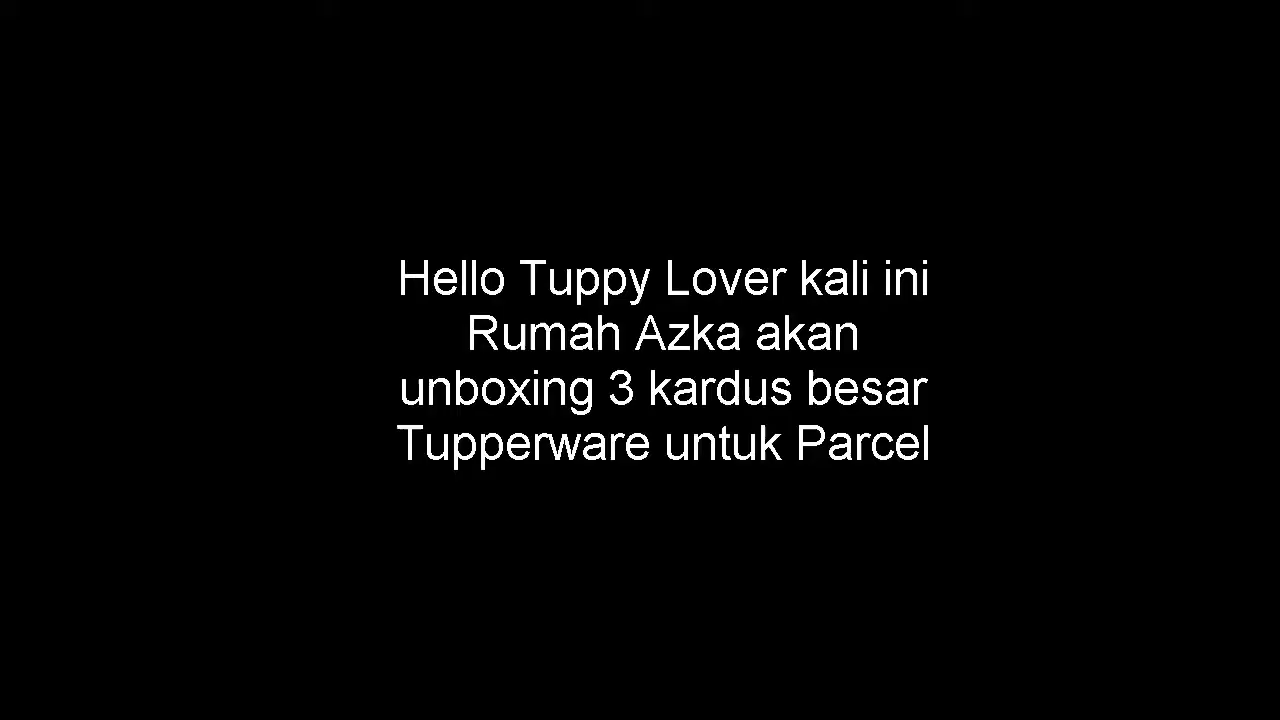 Hello Tuppy Lover kali ini
Rumah Azka akan
unboxing 3 kardus besar
Tupperware untuk Parcel